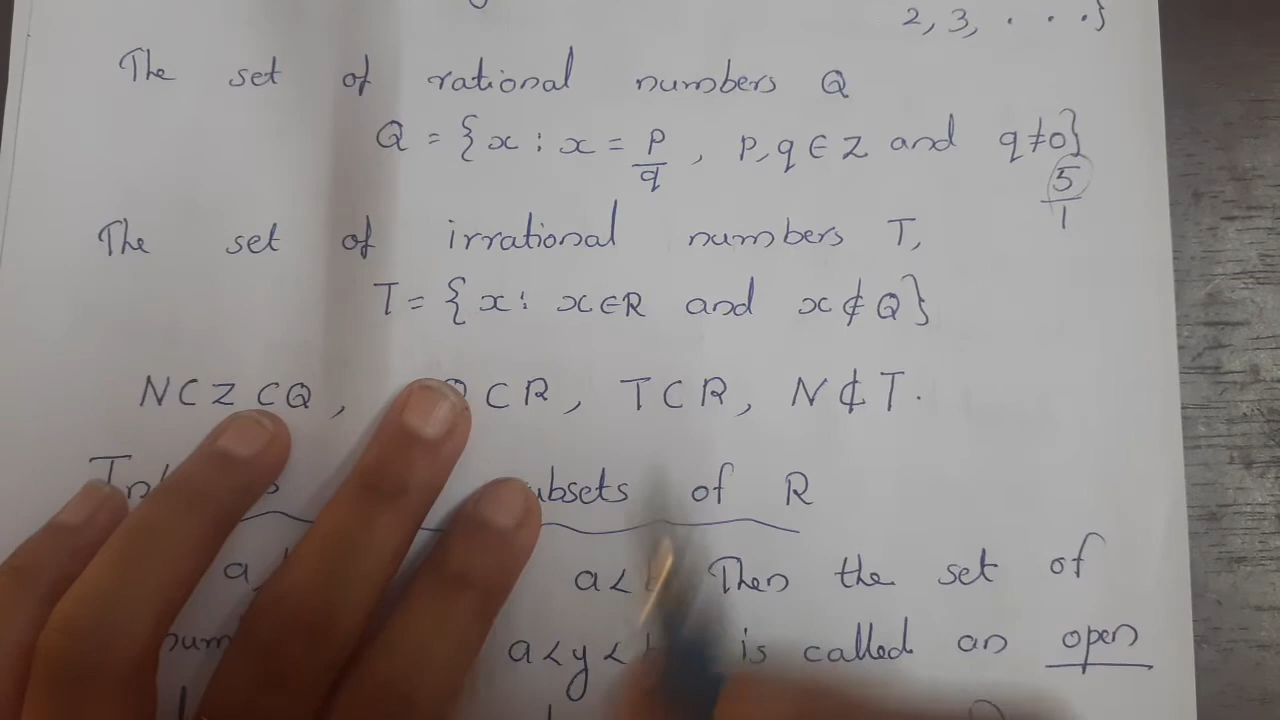 2, 3, . . .}
The set of rational numbers Q
Q = {x : x = p/q , p, q ∈ Z and q ≠ 0}
5/1
The set of irrational numbers T,
T = {x : x ∈ R and x ∉ Q}
N ⊂ Z ⊂ Q, Q ⊂ R, T ⊂ R, N ⊄ T.
of R
a, a < Then the set of
a < y < is called an open